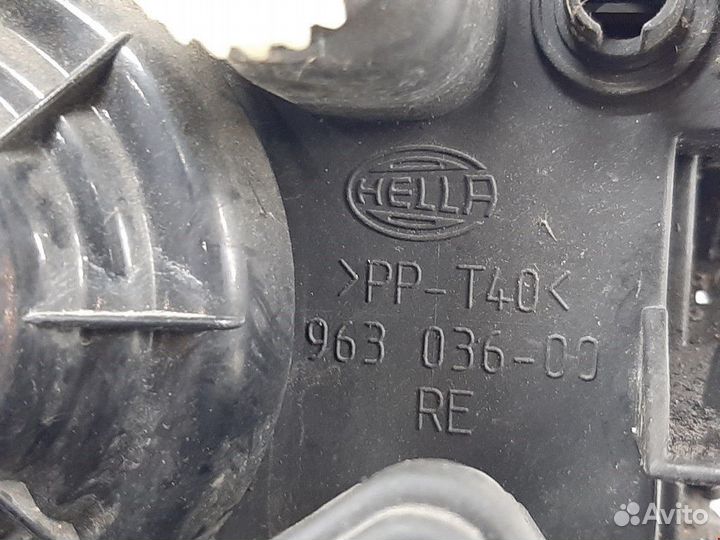 HELLA
>PP-T40<
963 036-00
RE
Avito